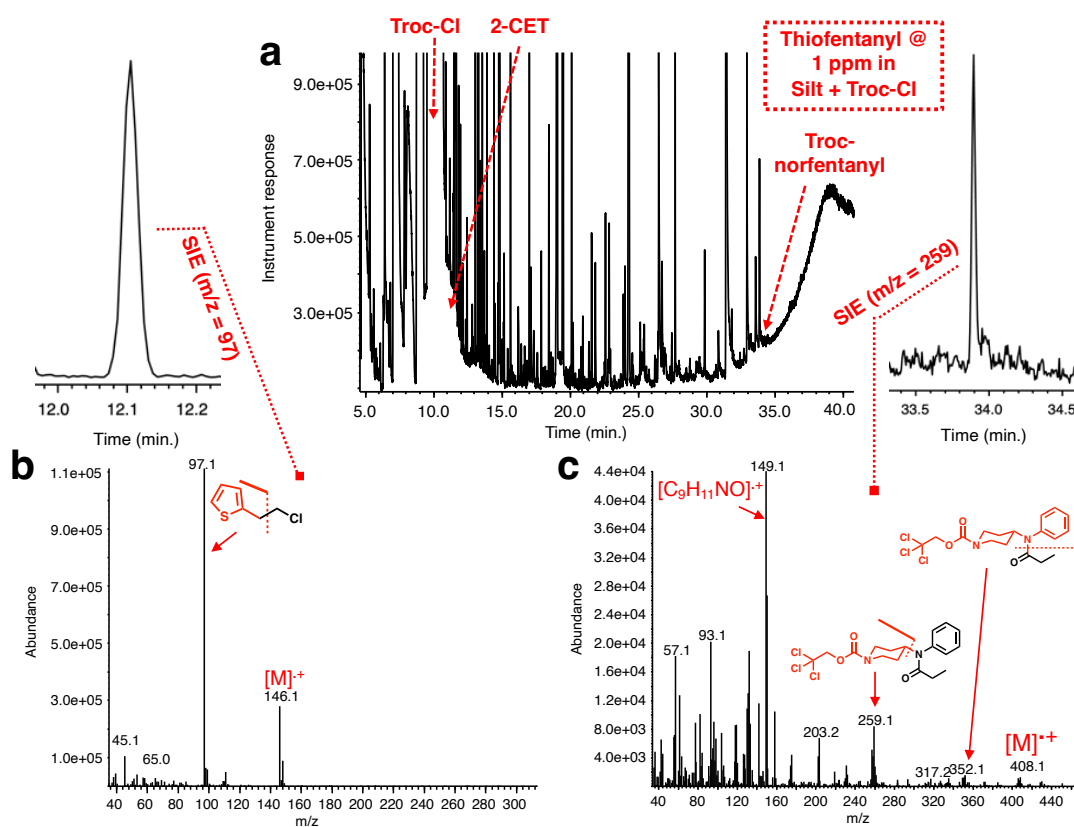 a
Troc-Cl
2-CET
Thiofentanyl @
1 ppm in
Silt + Troc-Cl
Troc-
norfentanyl
Instrument response
9.0e+05
7.0e+05
5.0e+05
3.0e+05
5.0 10.0 15.0 20.0 25.0 30.0 35.0 40.0
Time (min.)
12.0 12.1 12.2
Time (min.)
SIE (m/z = 97)
SIE (m/z = 259)
33.5 34.0 34.5
Time (min.)
b
Abundance
1.1e+05
9.0e+05
7.0e+05
5.0e+05
3.0e+05
1.0e+05
97.1
S
Cl
[M]·+
146.1
45.1
65.0
40 60 80 100 120 140 160 180 200 220 240 260 280 300
m/z
c
Abundance
4.4e+04
4.0e+04
3.6e+04
3.2e+04
2.8e+04
2.4e+04
2.0e+04
1.6e+04
1.2e+04
8.0e+03
4.0e+03
149.1
[C9H11NO]·+
57.1
93.1
203.2
259.1
317.2
352.1
[M]·+
408.1
Cl
Cl
Cl
O
O
N
N
O
Cl
Cl
Cl
O
O
N
N
O
40 80 120 160 200 240 280 320 360 400 440
m/z